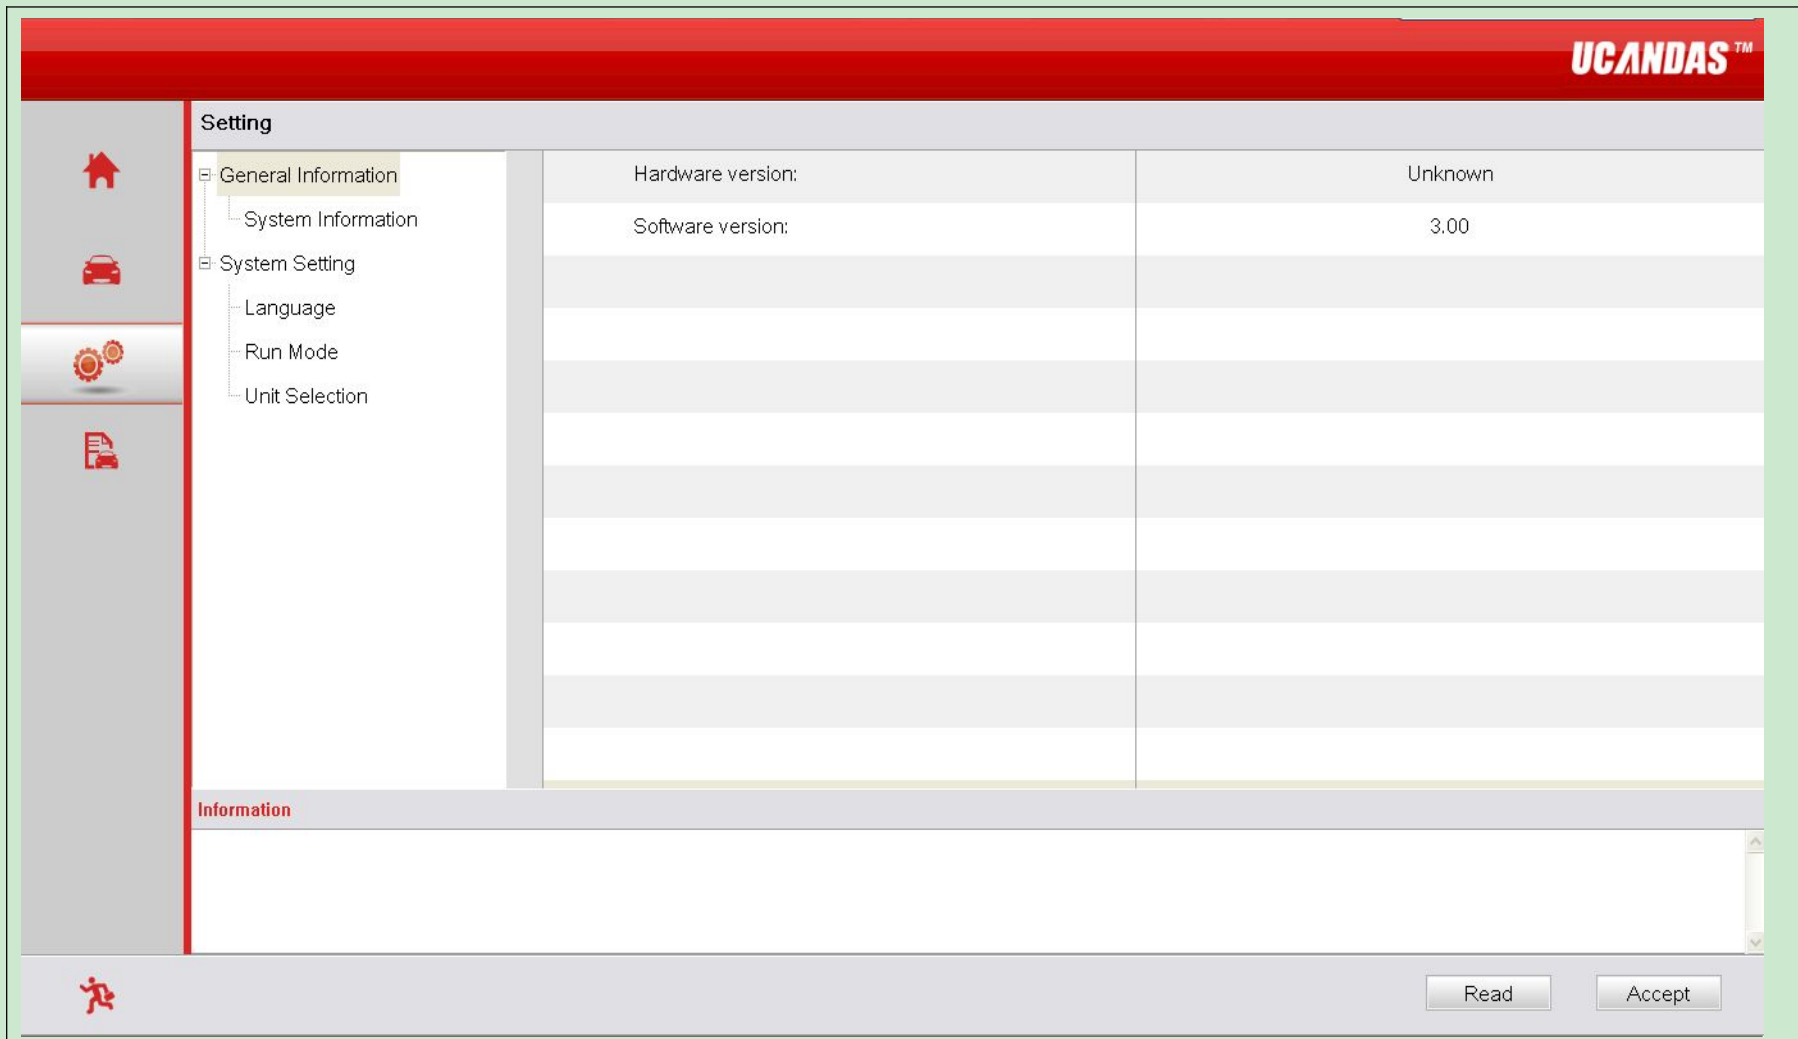 UCANDAS™
Setting
General Information
System Information
System Setting
Language
Run Mode
Unit Selection
Hardware version: Unknown
Software version: 3.00
Information
Read Accept